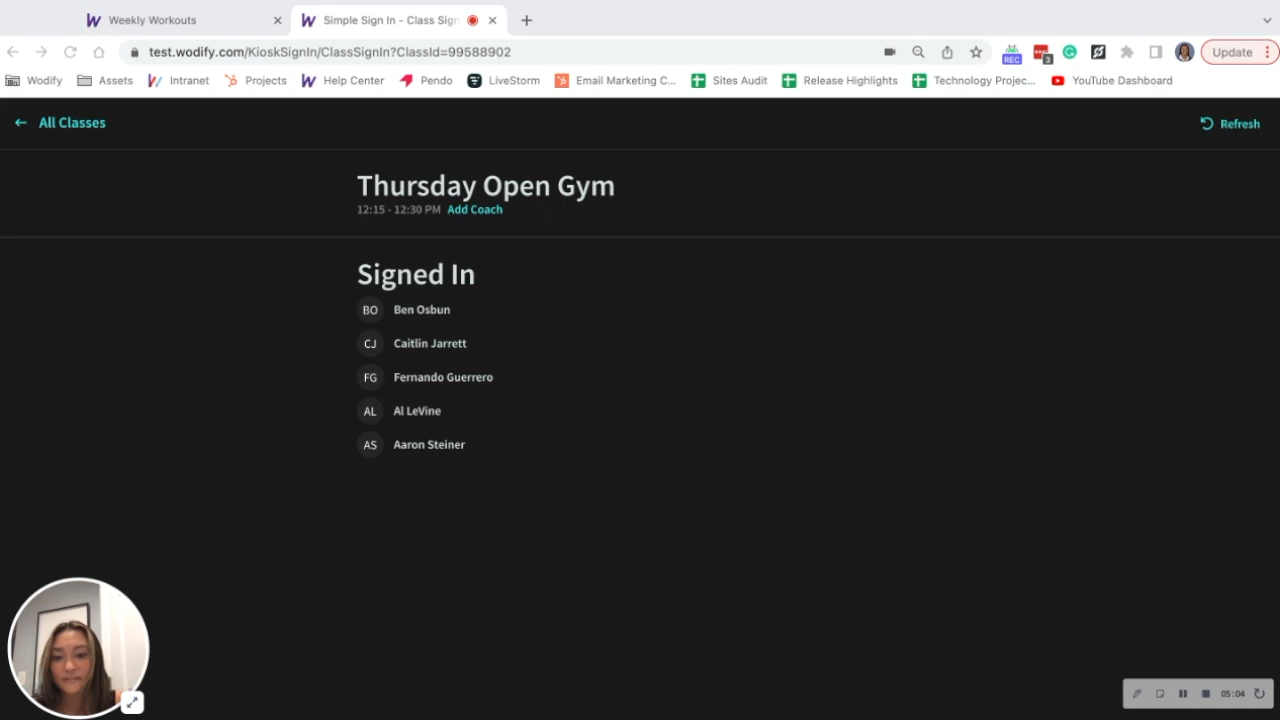 Weekly Workouts
Simple Sign In - Class Sign
test.wodify.com/KioskSignIn/ClassSignIn?ClassId=99588902
REC
3
Update
Wodify
Assets
Intranet
Projects
Help Center
Pendo
LiveStorm
Email Marketing C...
Sites Audit
Release Highlights
Technology Projec...
YouTube Dashboard
All Classes
Refresh
Thursday Open Gym
12:15 - 12:30 PM Add Coach
Signed In
BO Ben Osbun
CJ Caitlin Jarrett
FG Fernando Guerrero
AL Al LeVine
AS Aaron Steiner
05:04